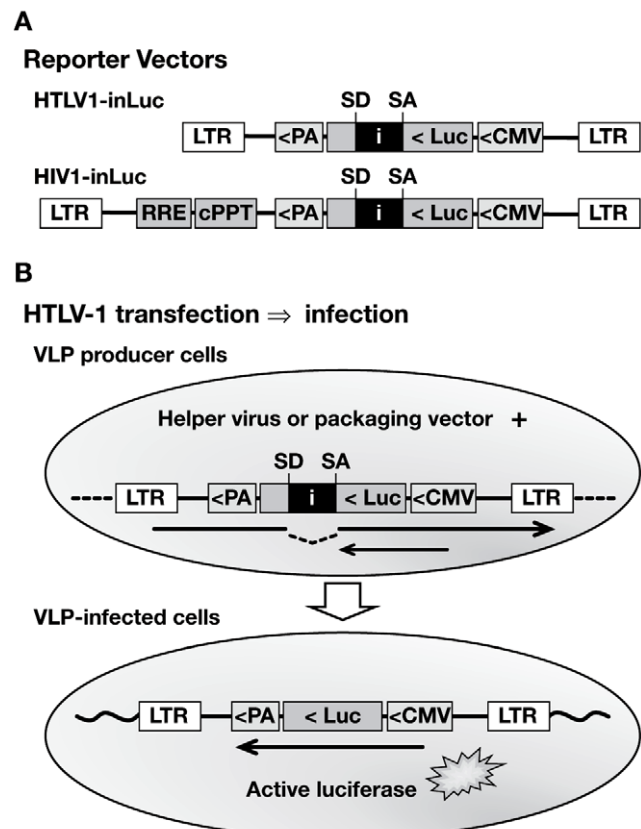 A
Reporter Vectors
HTLV1-inLuc
SD SA
LTR <PA i < Luc <CMV LTR
HIV1-inLuc
SD SA
LTR RRE cPPT <PA i < Luc <CMV LTR
B
HTLV-1 transfection ⇒ infection
VLP producer cells
Helper virus or packaging vector +
SD SA
LTR <PA i < Luc <CMV LTR
VLP-infected cells
LTR <PA < Luc <CMV LTR
Active luciferase